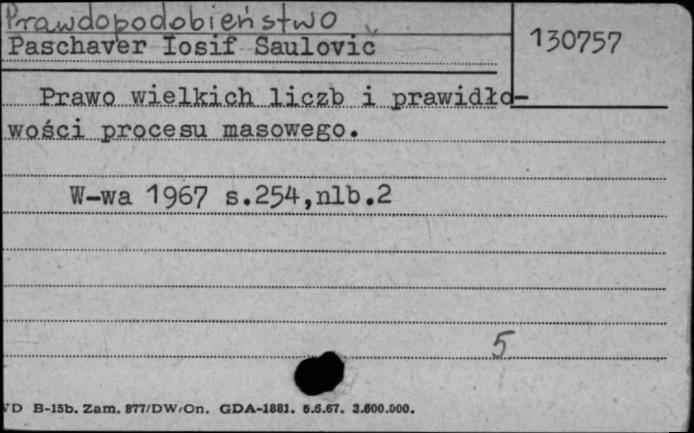 Prawdopodobieństwo
Paschaver Iosif Saulovič
130757
Prawo wielkich liczb i prawidło-
wości procesu masowego.
W-wa 1967 s.254,nlb.2
5
D B-15b. Zam. 877/DW/On. GDA-1881. 6.6.67. 3.600.000.